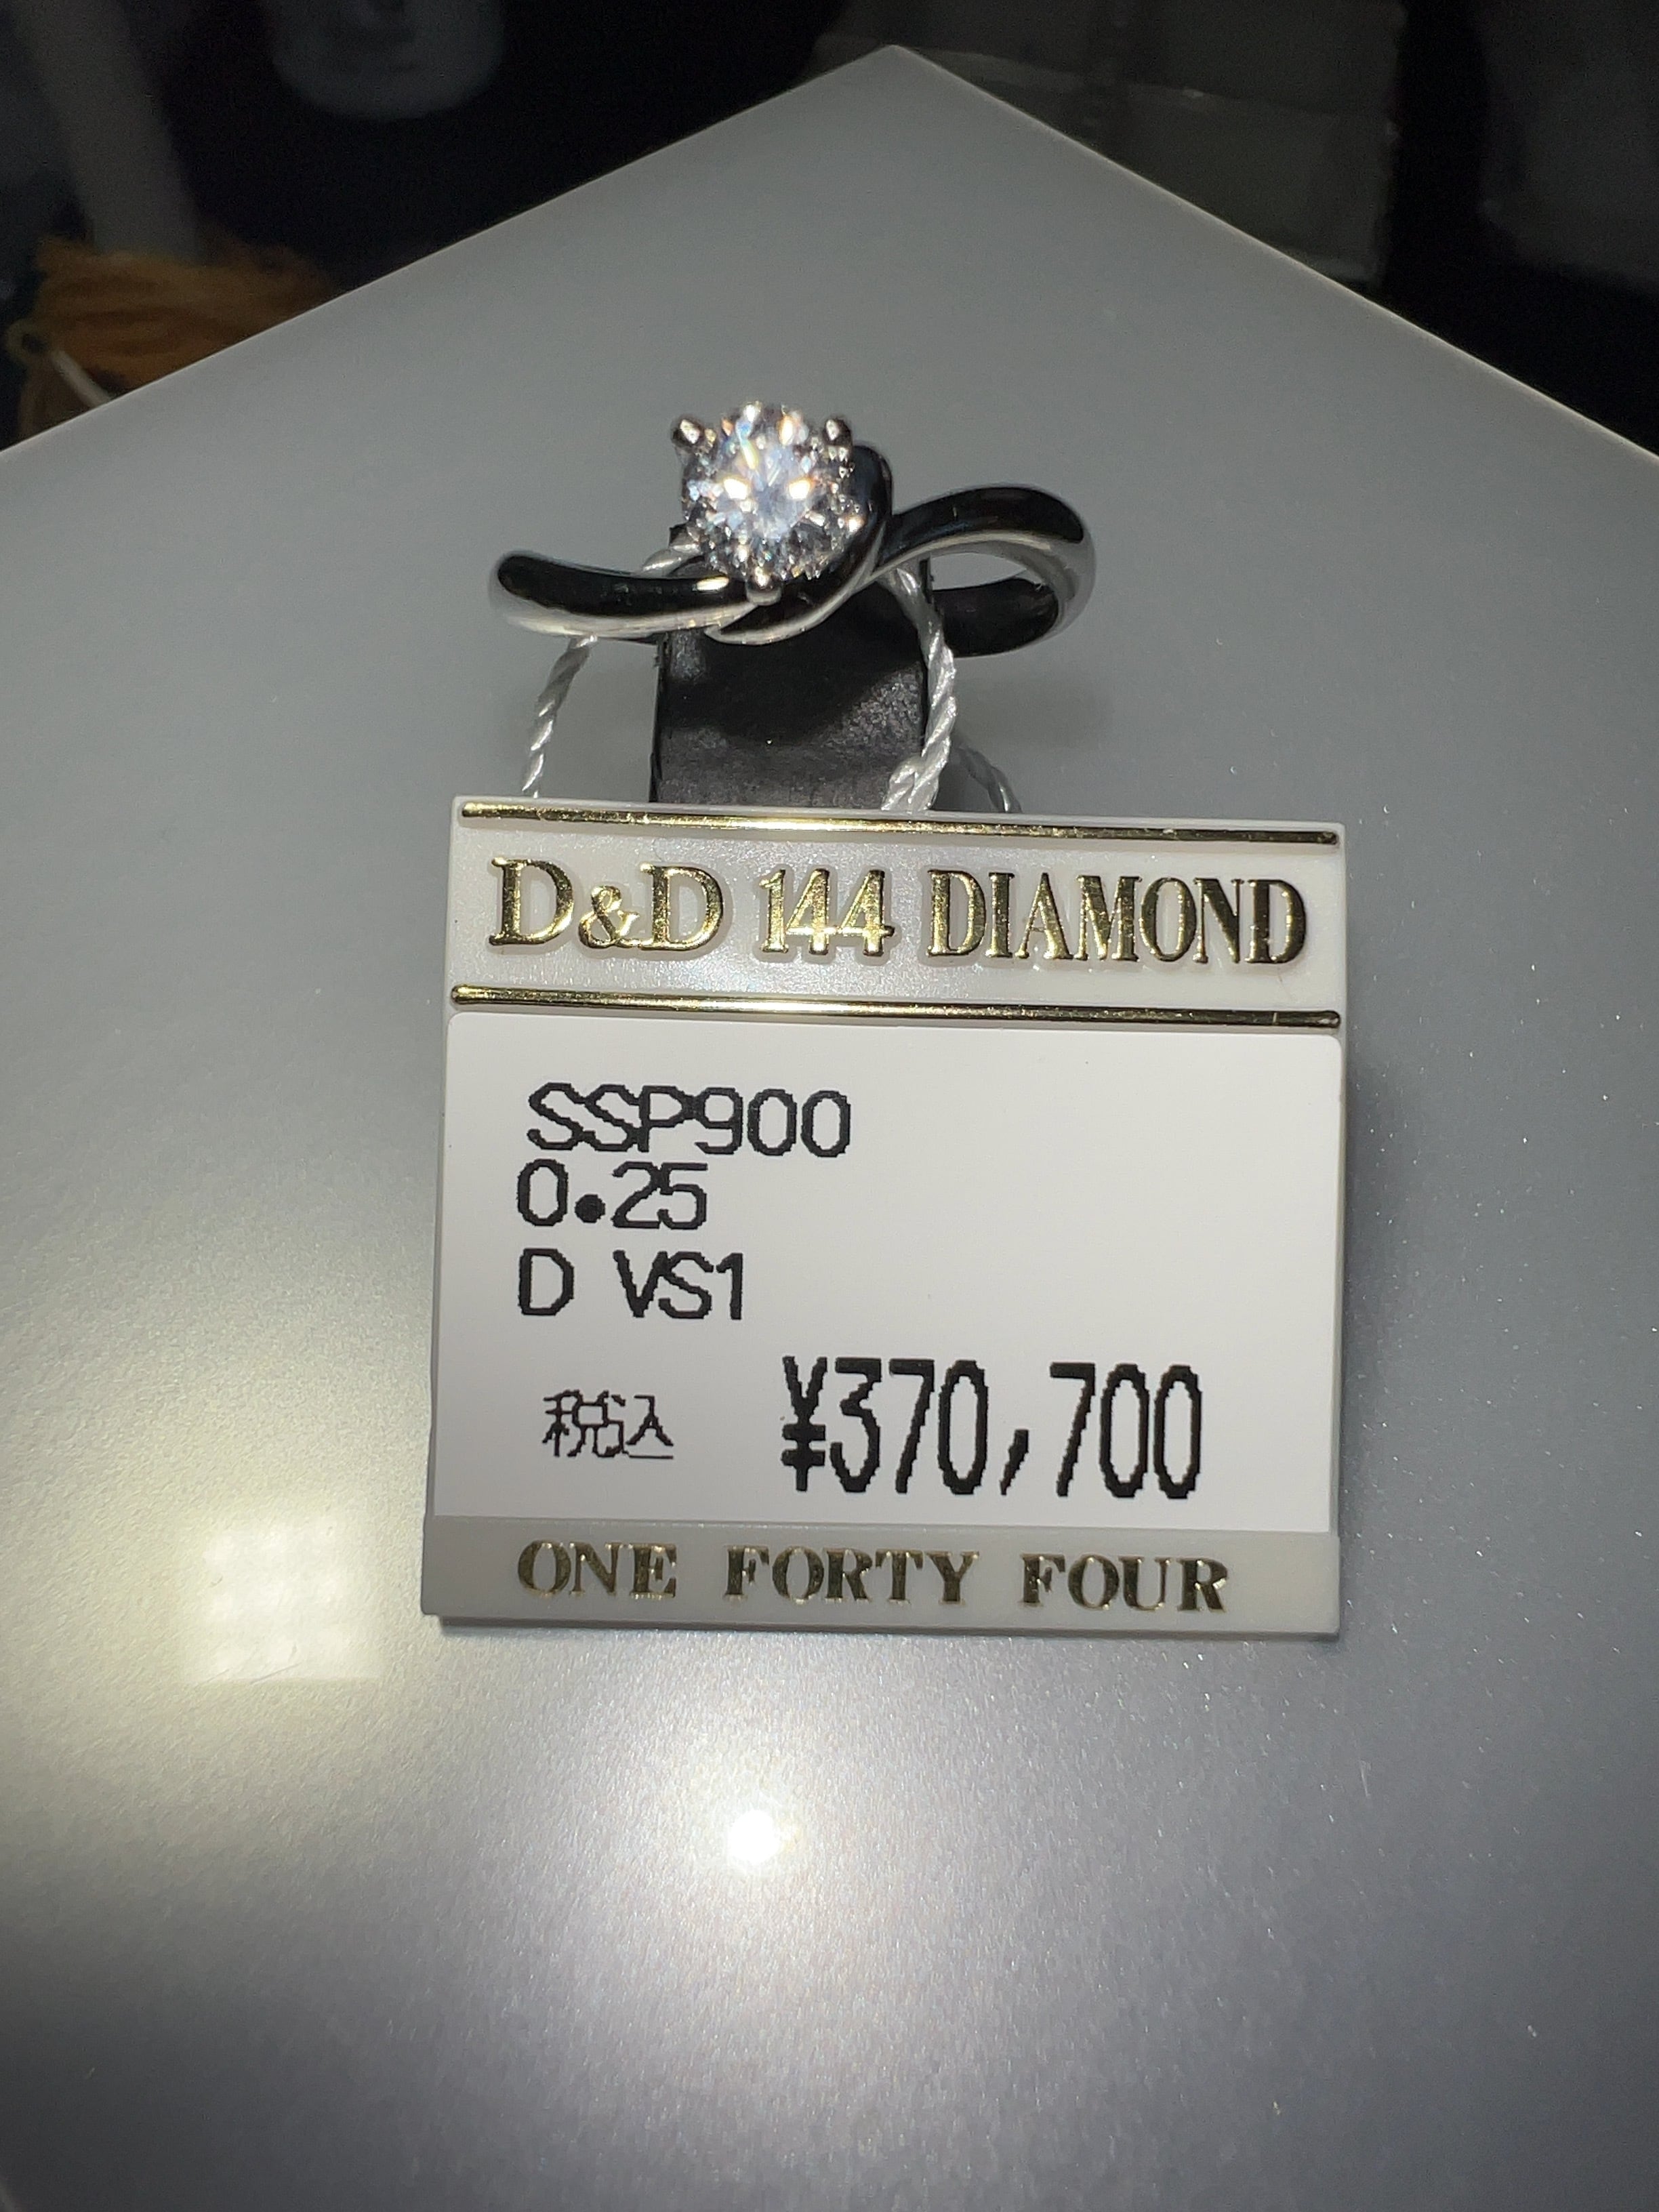 D&D 144 DIAMOND
SSP900
0.25
D VS1
税込 ¥370,700
ONE FORTY FOUR